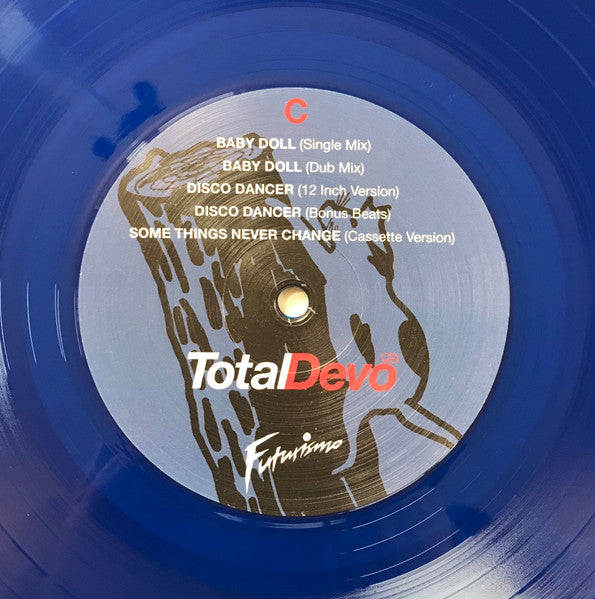 C
BABY DOLL (Single Mix)
BABY DOLL (Dub Mix)
DISCO DANCER (12 Inch Version)
DISCO DANCER (Bonus Beats)
SOME THINGS NEVER CHANGE (Cassette Version)
TotalDevo
Futurismo